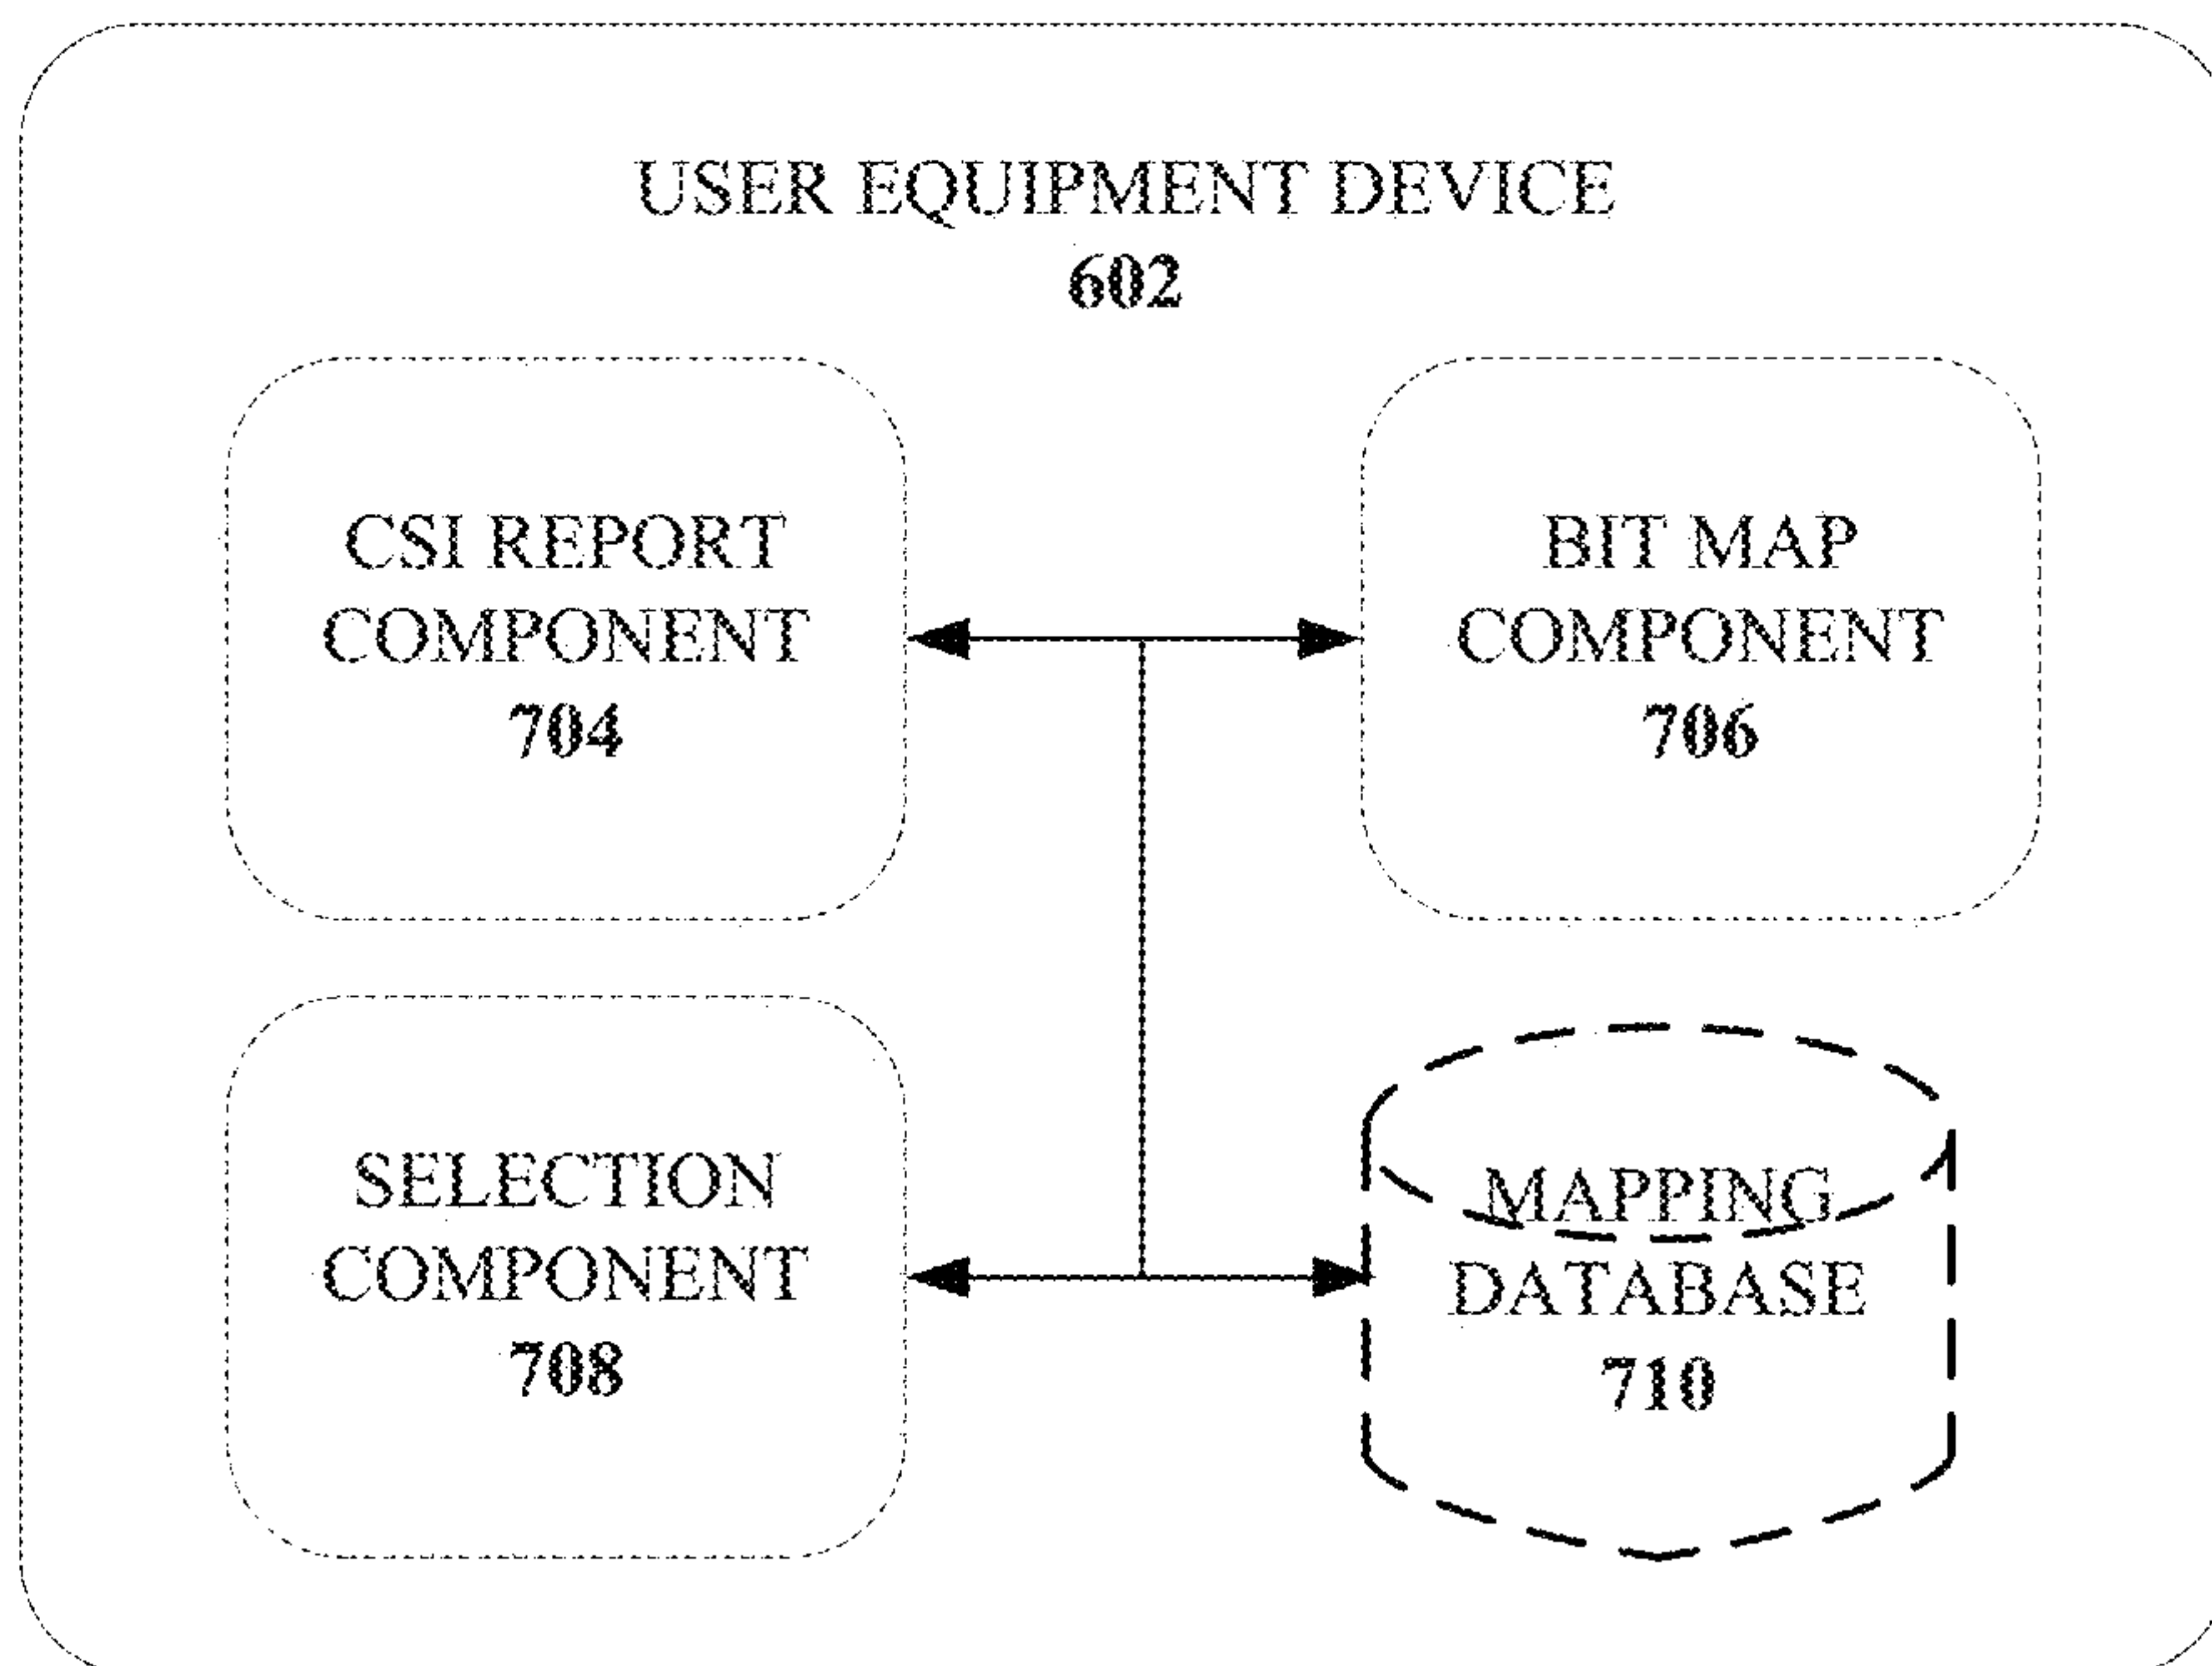 USER EQUIPMENT DEVICE
602
CSI REPORT
COMPONENT
704
BIT MAP
COMPONENT
706
SELECTION
COMPONENT
708
MAPPING
DATABASE
710